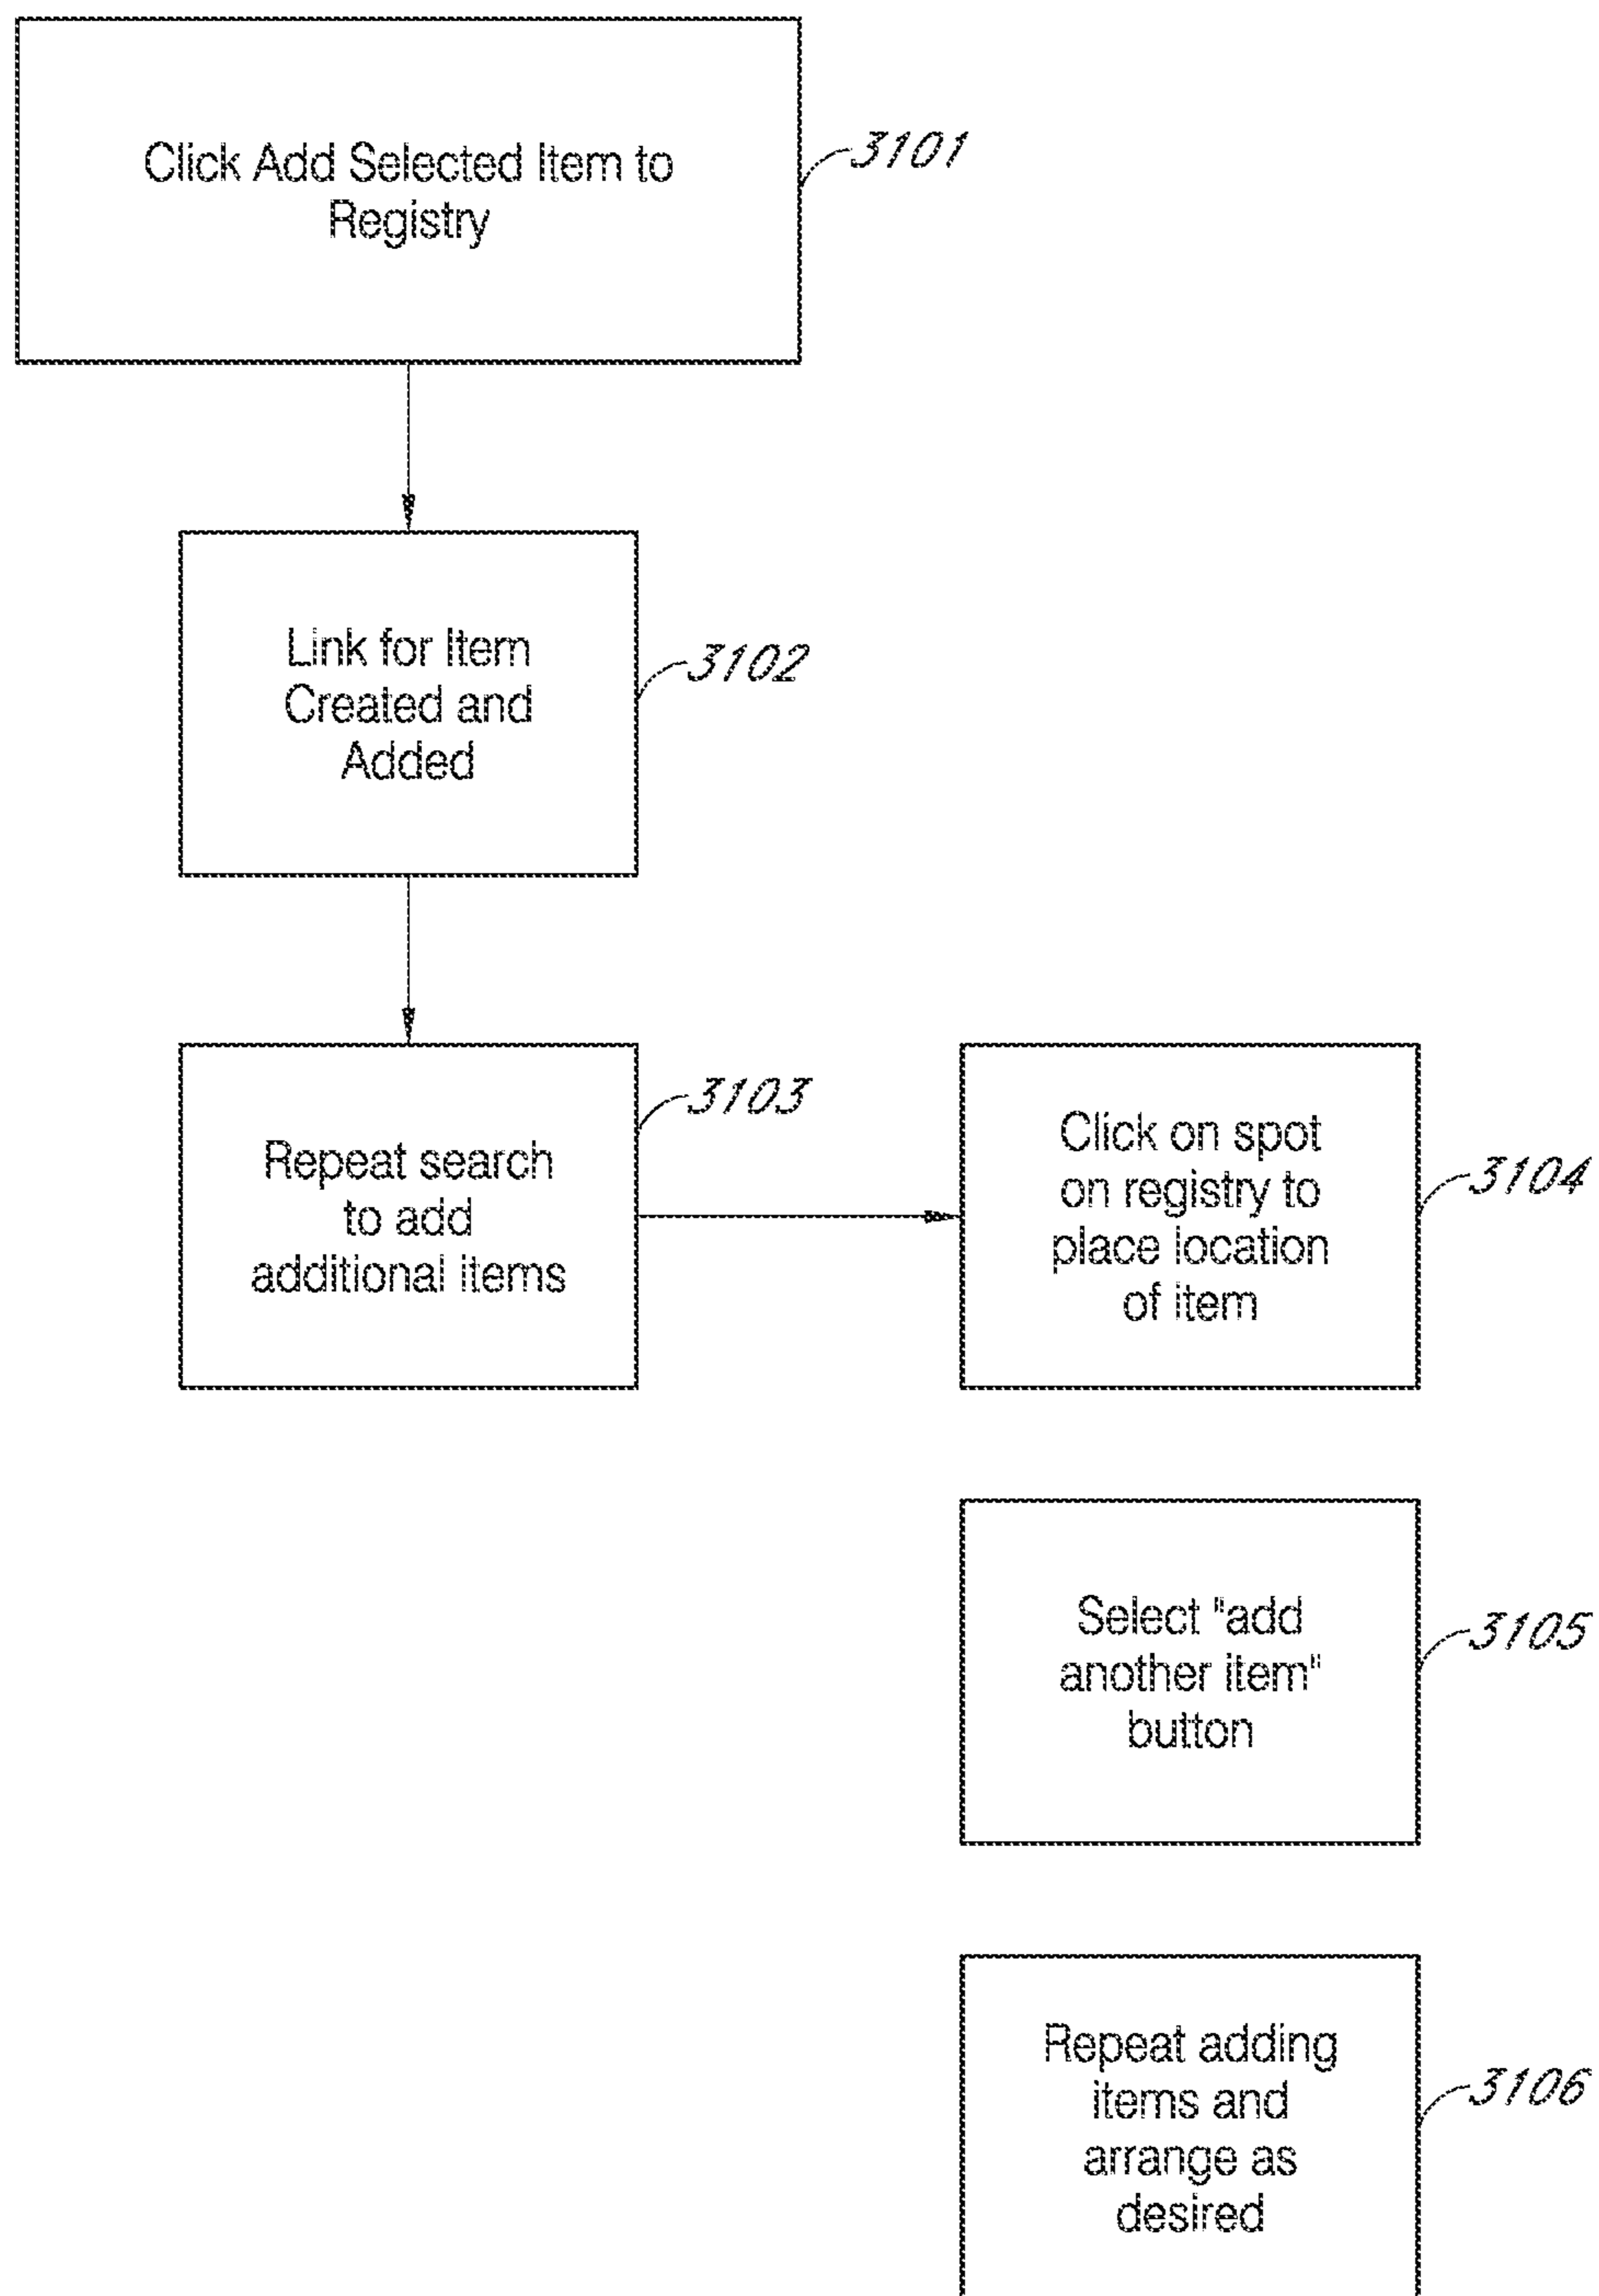 Click Add Selected Item to
Registry
3101
Link for Item
Created and
Added
3102
Repeat search
to add
additional items
3103
Click on spot
on registry to
place location
of item
3104
Select "add
another item"
button
3105
Repeat adding
items and
arrange as
desired
3106